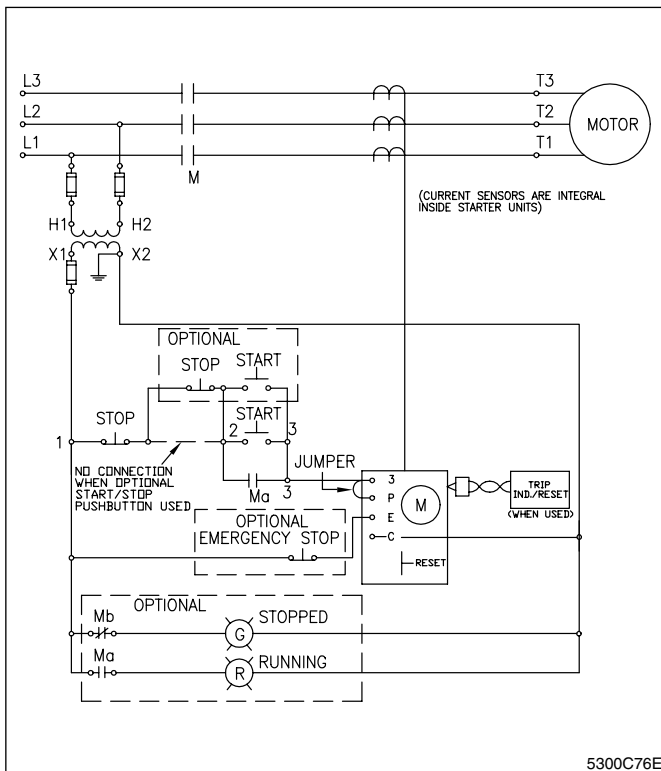 L3
T3
L2
T2
MOTOR
L1
T1
M
(CURRENT SENSORS ARE INTEGRAL
INSIDE STARTER UNITS)
H1
H2
X1
X2
OPTIONAL
STOP
START
STOP
START
1
2
3
NO CONNECTION
WHEN OPTIONAL
START/STOP
PUSHBUTTON USED
JUMPER
Ma
3
3
P
M
E
C
RESET
TRIP
IND./RESET
(WHEN USED)
OPTIONAL
EMERGENCY STOP
OPTIONAL
Mb
G
STOPPED
Ma
R
RUNNING
5300C76E